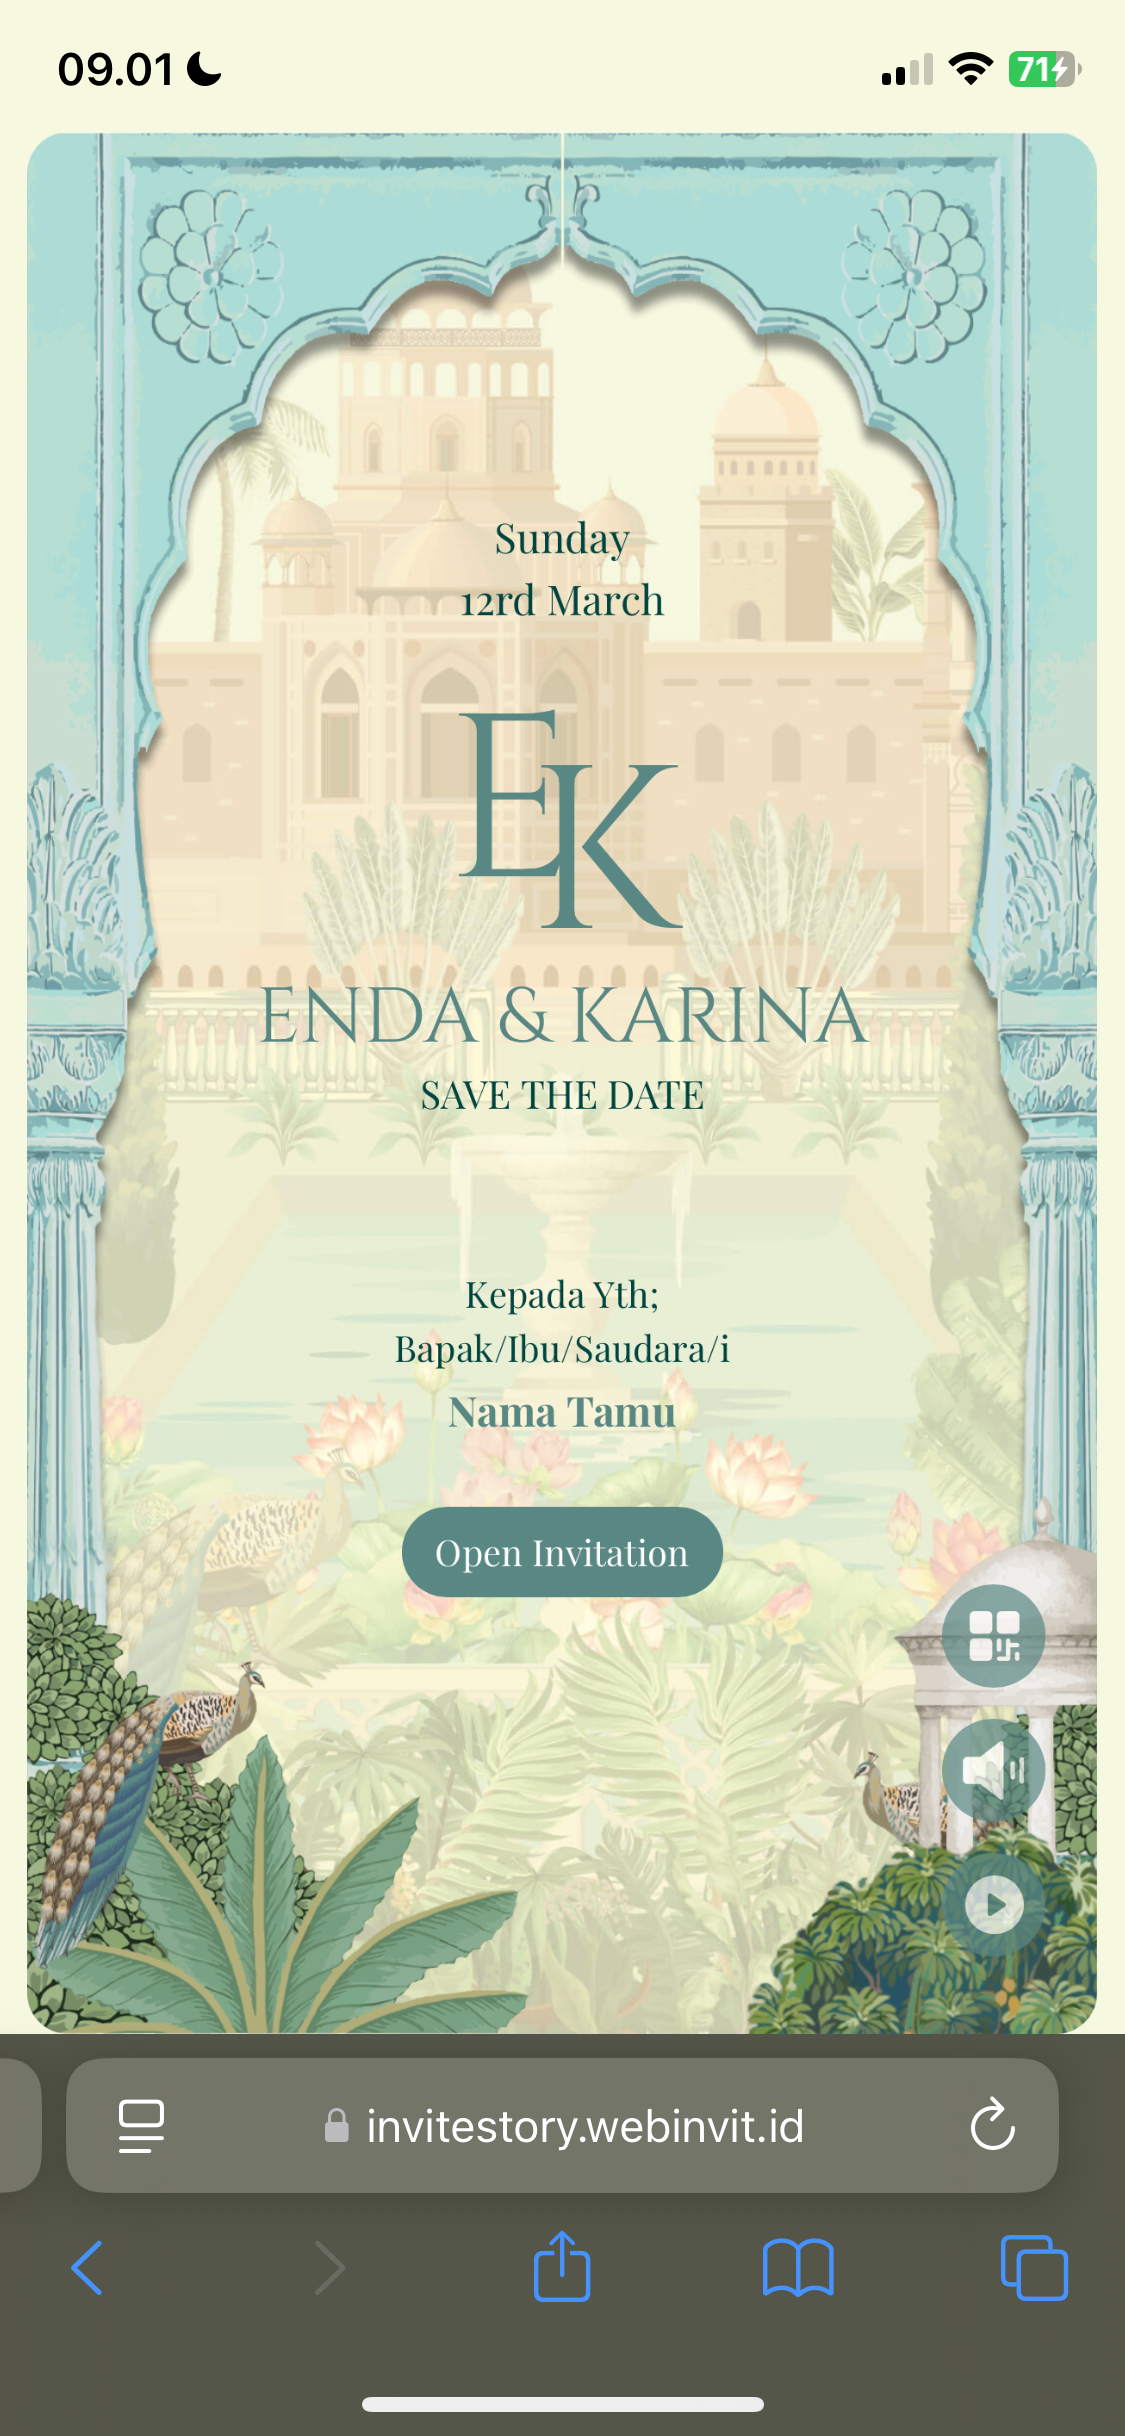 09.01
71
Sunday
12rd March
EK
ENDA & KARINA
SAVE THE DATE
Kepada Yth;
Bapak/Ibu/Saudara/i
Nama Tamu
Open Invitation
invitestory.webinvit.id